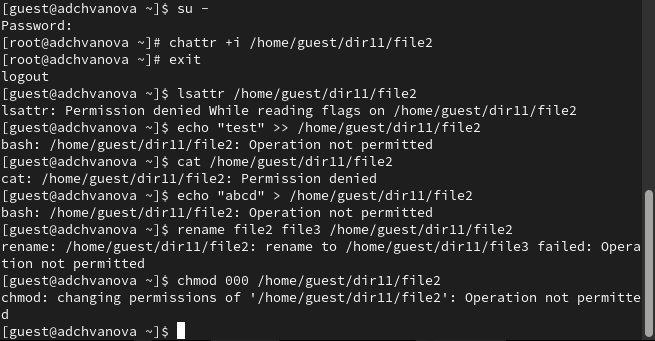 [guest@adchvanova ~]$ su -
Password:
[root@adchvanova ~]# chattr +i /home/guest/dir11/file2
[root@adchvanova ~]# exit
logout
[guest@adchvanova ~]$ lsattr /home/guest/dir11/file2
lsattr: Permission denied While reading flags on /home/guest/dir11/file2
[guest@adchvanova ~]$ echo "test" >> /home/guest/dir11/file2
bash: /home/guest/dir11/file2: Operation not permitted
[guest@adchvanova ~]$ cat /home/guest/dir11/file2
cat: /home/guest/dir11/file2: Permission denied
[guest@adchvanova ~]$ echo "abcd" > /home/guest/dir11/file2
bash: /home/guest/dir11/file2: Operation not permitted
[guest@adchvanova ~]$ rename file2 file3 /home/guest/dir11/file2
rename: /home/guest/dir11/file2: rename to /home/guest/dir11/file3 failed: Opera
tion not permitted
[guest@adchvanova ~]$ chmod 000 /home/guest/dir11/file2
chmod: changing permissions of '/home/guest/dir11/file2': Operation not permitte
d
[guest@adchvanova ~]$